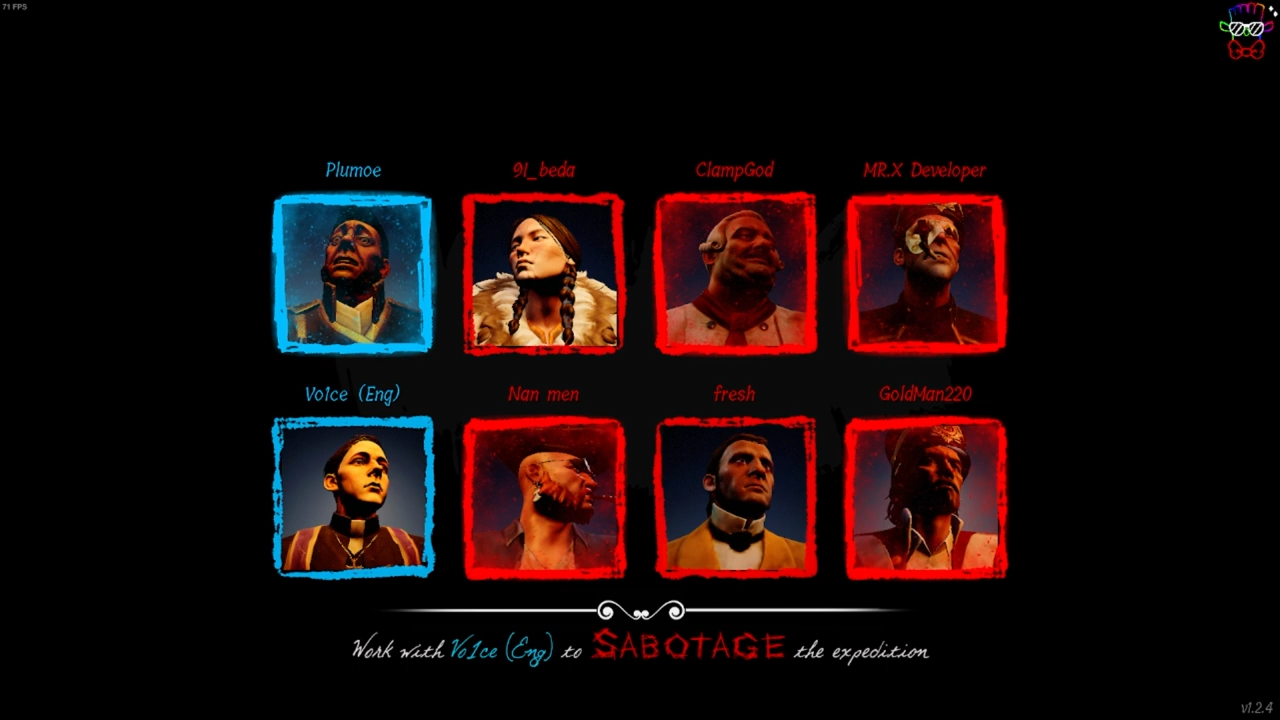 71 FPS
Plumoe 9l_beda ClampGod MR.X Developer
Vo1ce (Eng) Nan men fresh GoldMan220
Work with Vo1ce (Eng) to SABOTAGE the expedition
v1.2.4